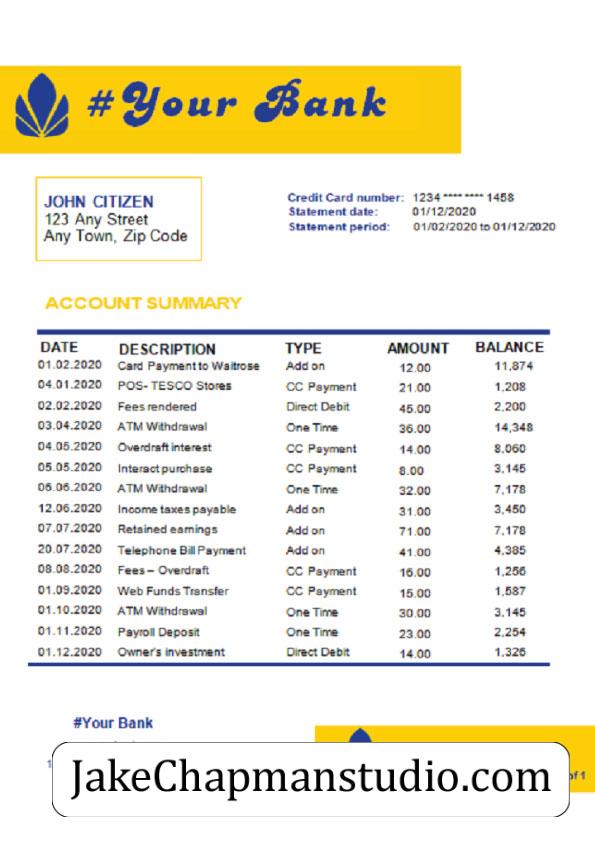 #Your Bank
JOHN CITIZEN
123 Any Street
Any Town, Zip Code
Credit Card number: 1234 **** **** 1458
Statement date: 01/12/2020
Statement period: 01/02/2020 to 01/12/2020
ACCOUNT SUMMARY
DATE DESCRIPTION TYPE AMOUNT BALANCE
01.02.2020 Card Payment to Waitrose Add on 12.00 11,874
04.01.2020 POS- TESCO Stores CC Payment 21.00 1,208
02.02.2020 Fees rendered Direct Debit 45.00 2,200
03.04.2020 ATM Withdrawal One Time 36.00 14,348
04.05.2020 Overdraft interest CC Payment 14.00 8,060
05.05.2020 Interact purchase CC Payment 8.00 3,145
06.06.2020 ATM Withdrawal One Time 32.00 7,178
12.06.2020 Income taxes payable Add on 31.00 3,450
07.07.2020 Retained earnings Add on 71.00 7,178
20.07.2020 Telephone Bill Payment Add on 41.00 4,385
08.08.2020 Fees – Overdraft CC Payment 16.00 1,256
01.09.2020 Web Funds Transfer CC Payment 15.00 1,587
01.10.2020 ATM Withdrawal One Time 30.00 3,145
01.11.2020 Payroll Deposit One Time 23.00 2,254
01.12.2020 Owner's investment Direct Debit 14.00 1,326
#Your Bank
of 1
JakeChapmanstudio.com